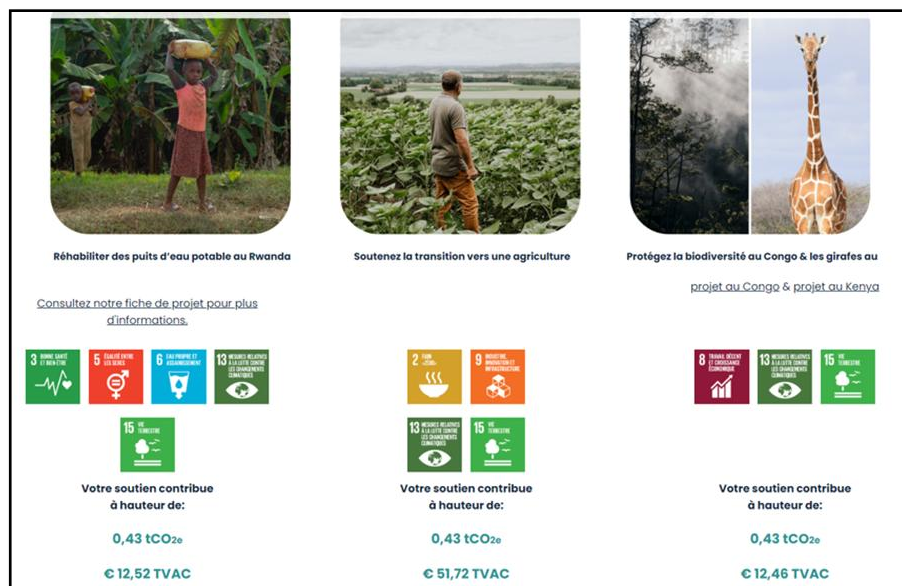 Réhabiliter des puits d'eau potable au Rwanda
Consultez notre fiche de projet pour plus
d'informations.
3 BONNE SANTÉ
ET BIEN-ÊTRE
5 ÉGALITÉ ENTRE
LES SEXES
6 EAU PROPRE ET
ASSAINISSEMENT
13 MESURES RELATIVES
À LA LUTTE CONTRE
LES CHANGEMENTS
CLIMATIQUES
15 VIE
TERRESTRE
Votre soutien contribue
à hauteur de:
0,43 tCO2e
€ 12,52 TVAC
Soutenez la transition vers une agriculture
2 FAIM
«ZÉRO»
9 INDUSTRIE,
INNOVATION ET
INFRASTRUCTURE
13 MESURES RELATIVES
À LA LUTTE CONTRE
LES CHANGEMENTS
CLIMATIQUES
15 VIE
TERRESTRE
Votre soutien contribue
à hauteur de:
0,43 tCO2e
€ 51,72 TVAC
Protégez la biodiversité au Congo & les girafes au
projet au Congo & projet au Kenya
8 TRAVAIL DÉCENT
ET CROISSANCE
ÉCONOMIQUE
13 MESURES RELATIVES
À LA LUTTE CONTRE
LES CHANGEMENTS
CLIMATIQUES
15 VIE
TERRESTRE
Votre soutien contribue
à hauteur de:
0,43 tCO2e
€ 12,46 TVAC